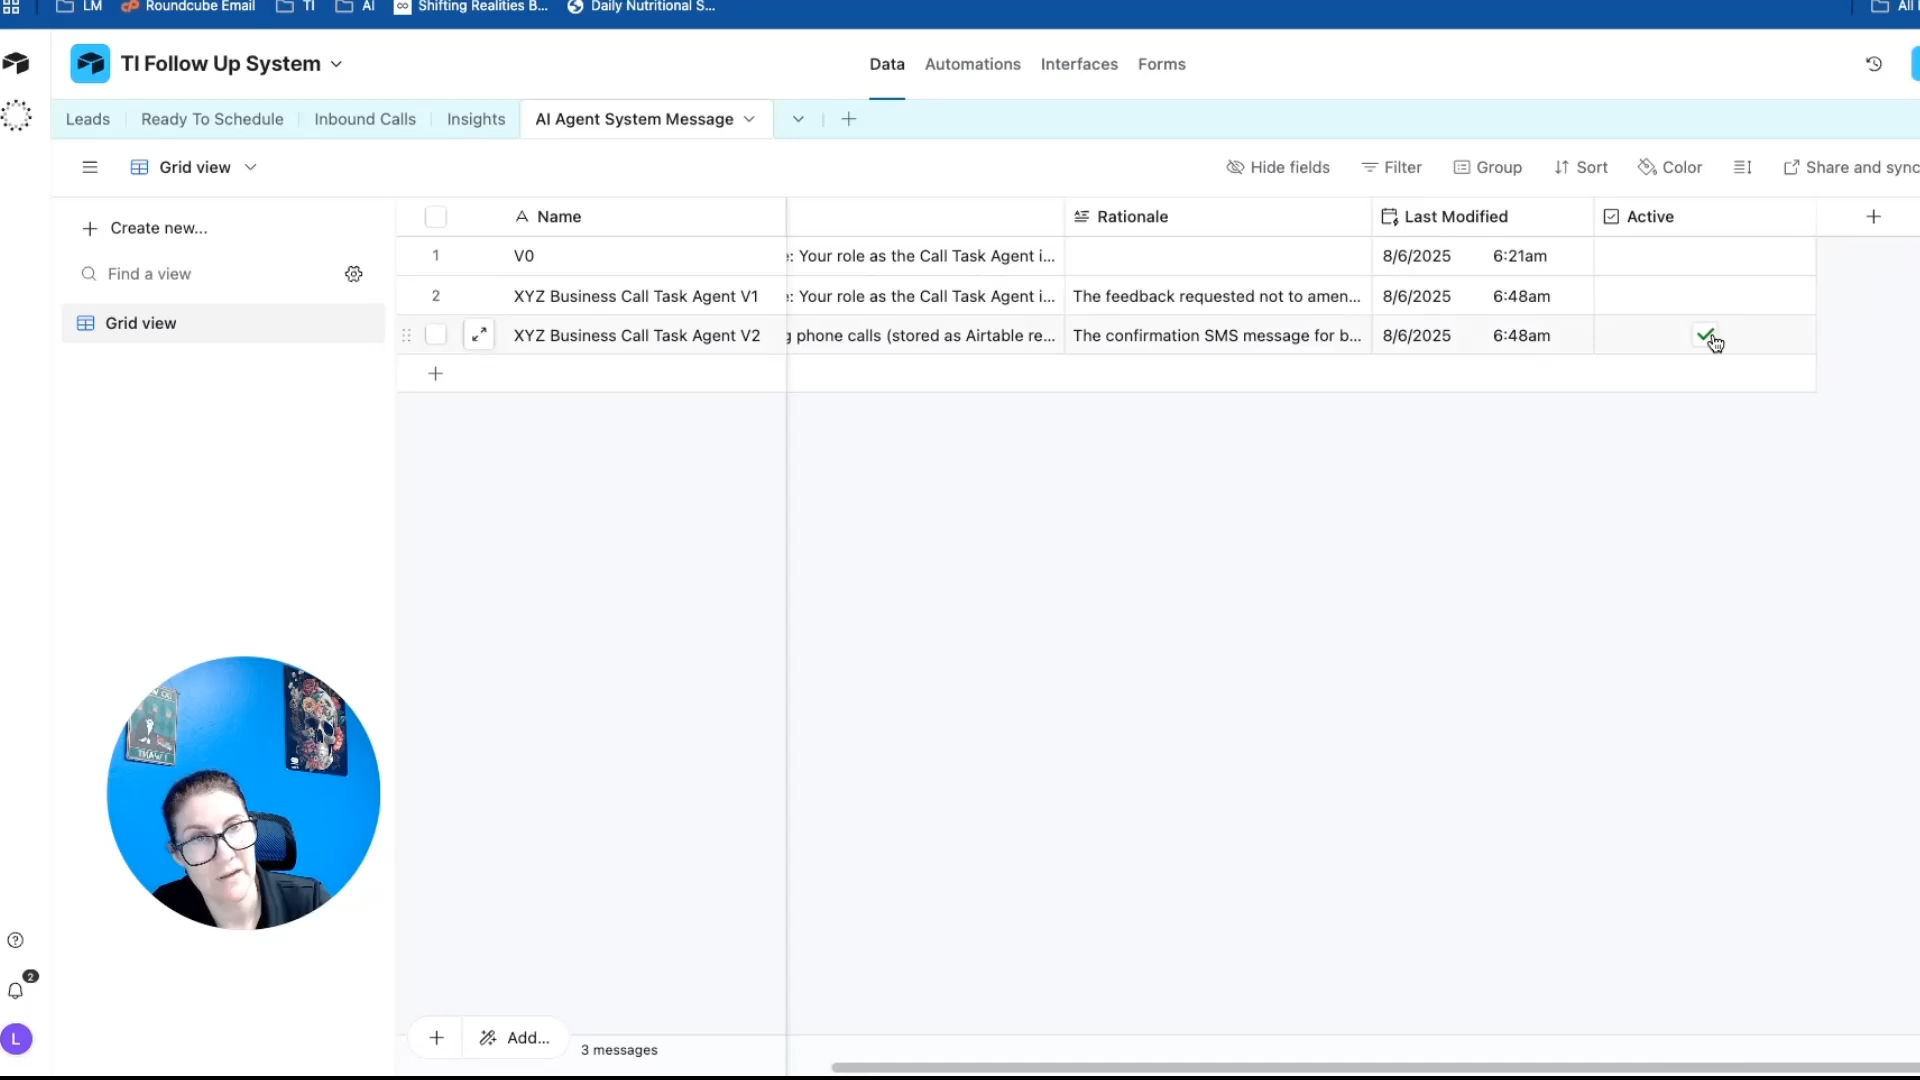 LM
Roundcube Email
TI
AI
Shifting Realities B...
Daily Nutritional S...
TI Follow Up System
Data
Automations
Interfaces
Forms
Leads
Ready To Schedule
Inbound Calls
Insights
AI Agent System Message
Grid view
Hide fields
Filter
Group
Sort
Color
Share and sync
Create new...
Find a view
Grid view
Name
Rationale
Last Modified
Active
1
V0
: Your role as the Call Task Agent i...
8/6/2025 6:21am
2
XYZ Business Call Task Agent V1
: Your role as the Call Task Agent i...
The feedback requested not to amen...
8/6/2025 6:48am
XYZ Business Call Task Agent V2
phone calls (stored as Airtable re...
The confirmation SMS message for b...
8/6/2025 6:48am
2
L
Add...
3 messages